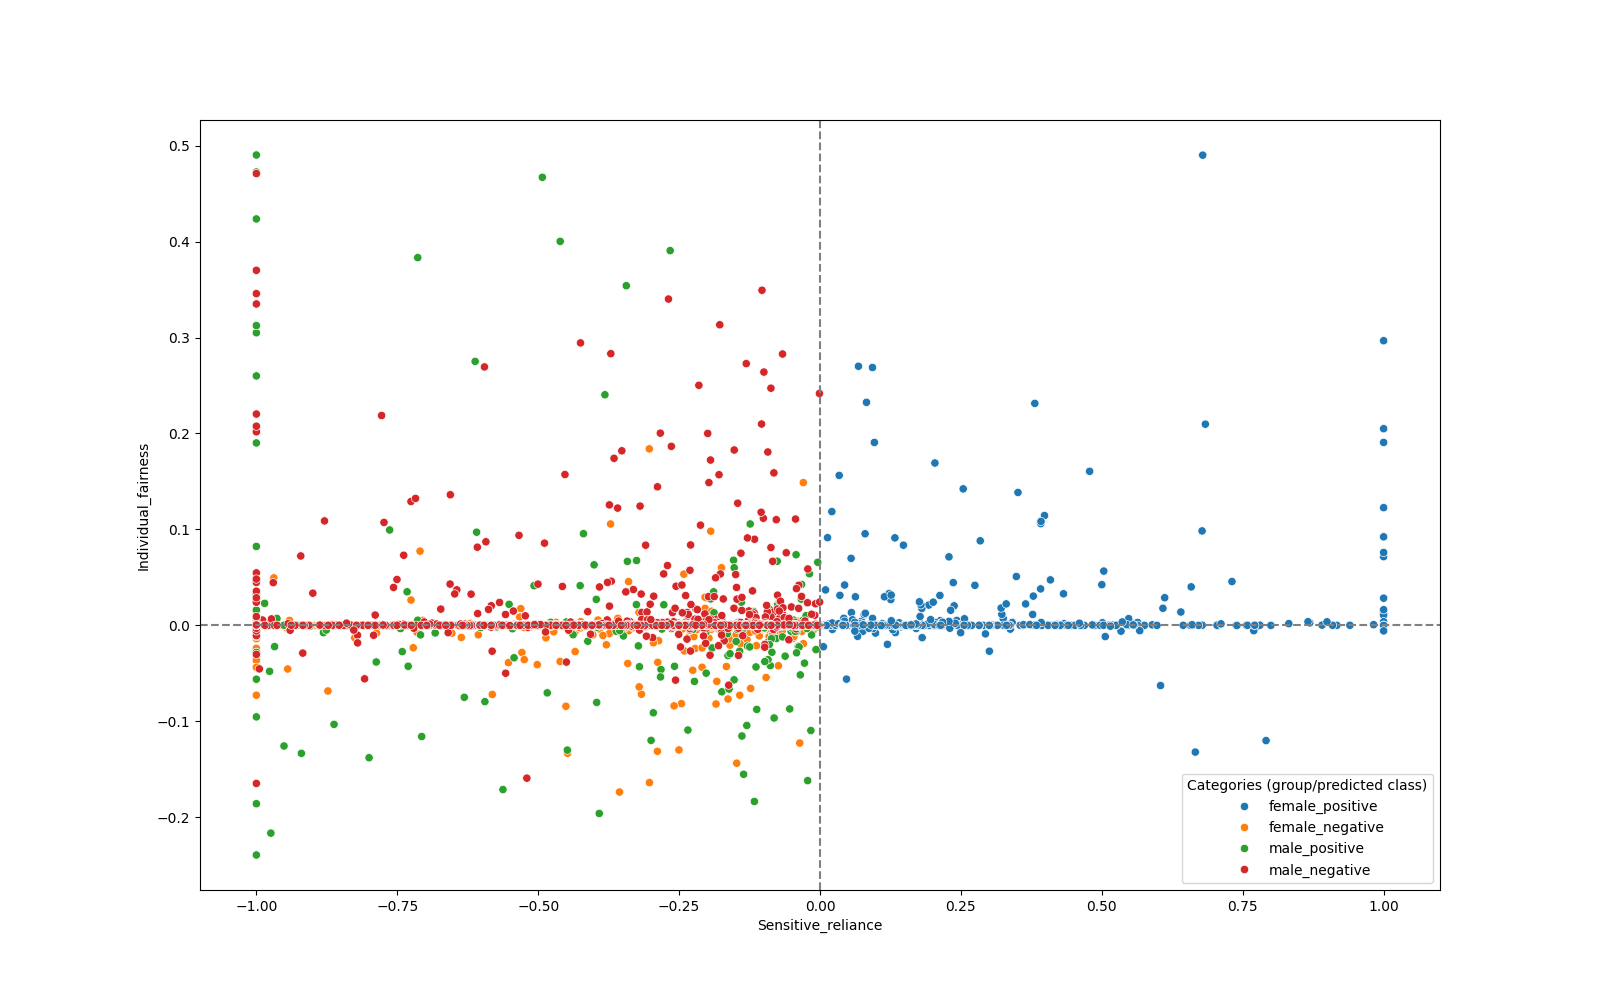 0.5
0.4
0.3
0.2
0.1
0.0
−0.1
−0.2
Individual_fairness
−1.00
−0.75
−0.50
−0.25
0.00
0.25
0.50
0.75
1.00
Sensitive_reliance
Categories (group/predicted class)
female_positive
female_negative
male_positive
male_negative